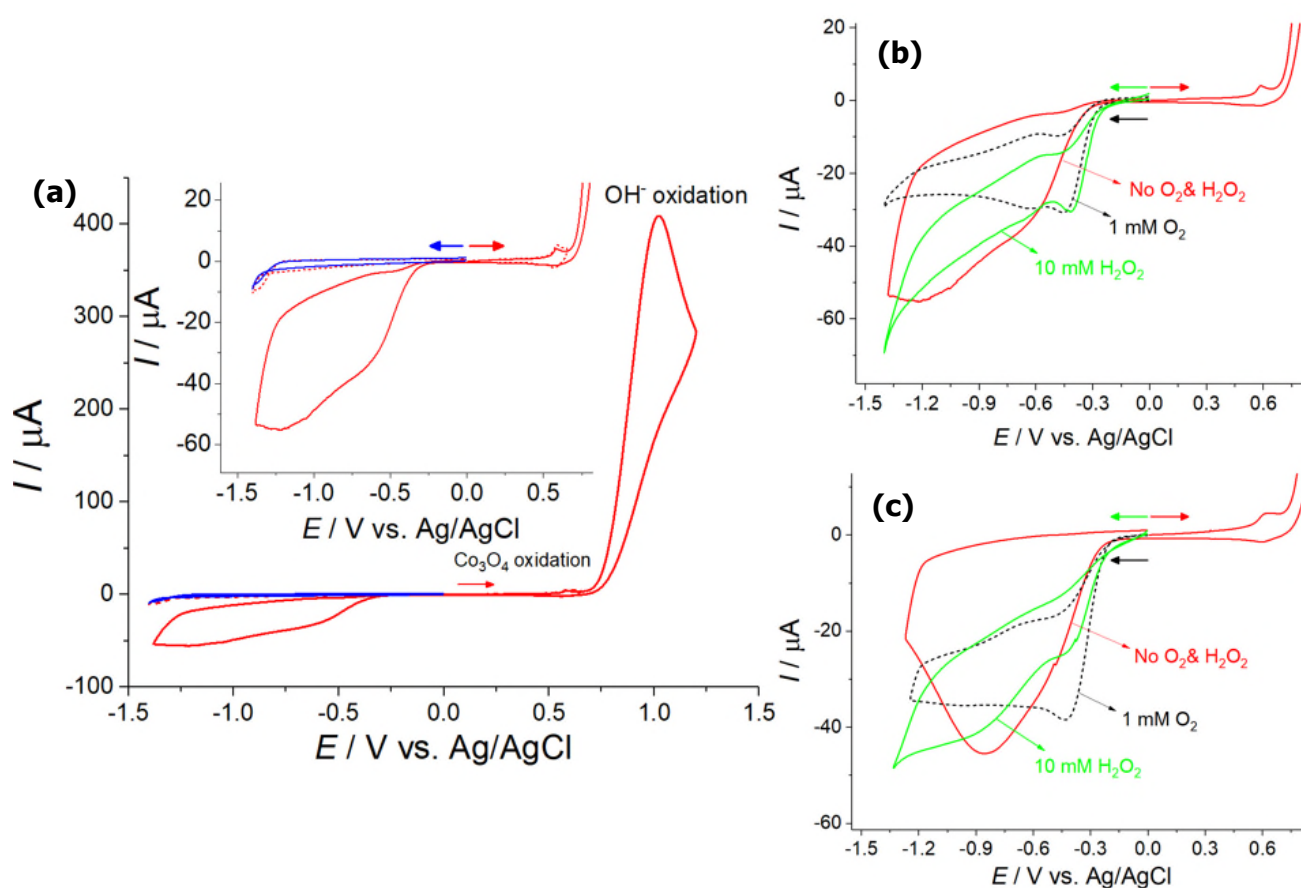 (a)
I / µA
400
350
300
250
200
150
100
50
0
-50
-100
-1.5
-1.0
-0.5
0.0
0.5
1.0
1.5
E / V vs. Ag/AgCl
OH⁻ oxidation
Co₃O₄ oxidation
I / µA
20
0
-20
-40
-60
-1.5
-1.0
-0.5
0.0
0.5
E / V vs. Ag/AgCl
(b)
I / µA
20
0
-20
-40
-60
-1.5
-1.2
-0.9
-0.6
-0.3
0.0
0.3
0.6
E / V vs. Ag/AgCl
No O₂& H₂O₂
1 mM O₂
10 mM H₂O₂
(c)
I / µA
0
-20
-40
-60
-1.5
-1.2
-0.9
-0.6
-0.3
0.0
0.3
0.6
E / V vs. Ag/AgCl
No O₂& H₂O₂
1 mM O₂
10 mM H₂O₂